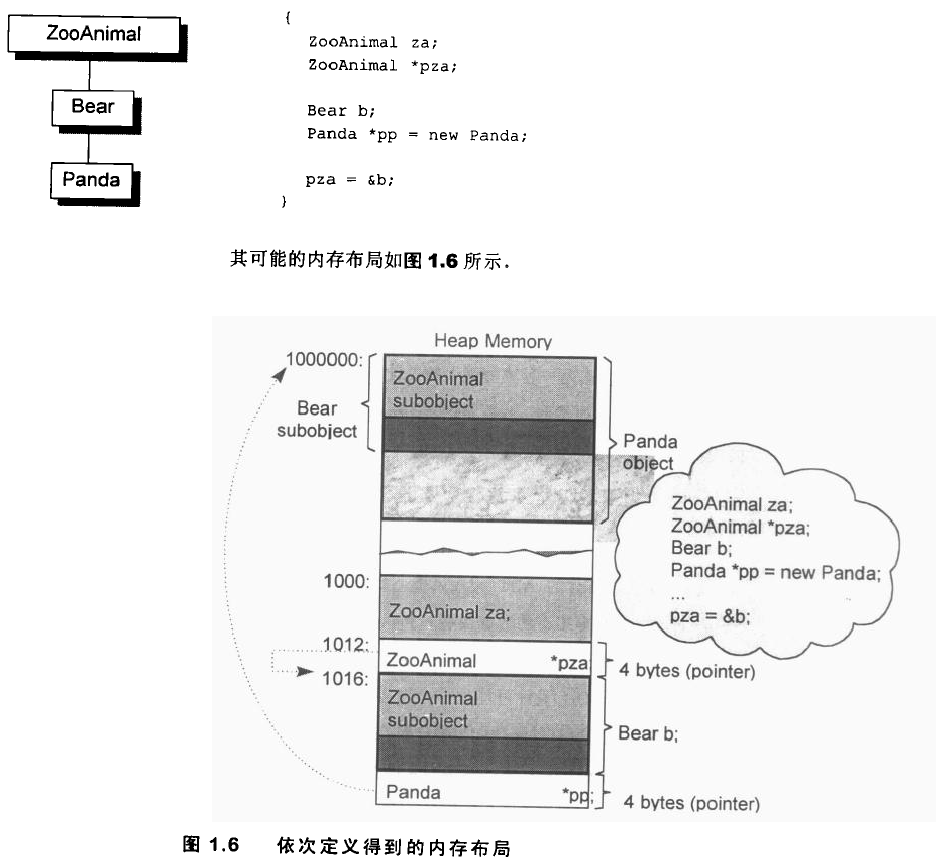 ZooAnimal
Bear
Panda
{
ZooAnimal za;
ZooAnimal *pza;
Bear b;
Panda *pp = new Panda;
pza = &b;
}
其可能的内存布局如图 1.6 所示.
Heap Memory
1000000:
ZooAnimal
subobject
Bear
subobject
Panda
object
ZooAnimal za;
ZooAnimal *pza;
Bear b;
Panda *pp = new Panda;
...
pza = &b;
1000:
ZooAnimal za;
1012:
ZooAnimal *pza;
4 bytes (pointer)
1016:
ZooAnimal
subobject
Bear b;
Panda *pp;
4 bytes (pointer)
图 1.6 依次定义得到的内存布局